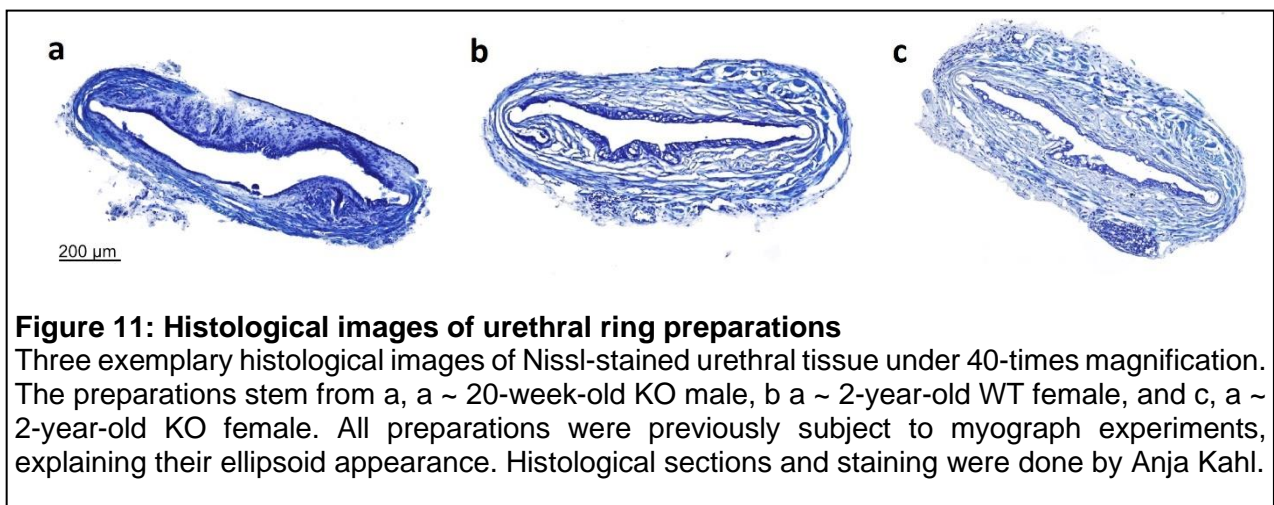 a
b
c
200 µm
Figure 11: Histological images of urethral ring preparations
Three exemplary histological images of Nissl-stained urethral tissue under 40-times magnification.
The preparations stem from a, a ~ 20-week-old KO male, b a ~ 2-year-old WT female, and c, a ~
2-year-old KO female. All preparations were previously subject to myograph experiments,
explaining their ellipsoid appearance. Histological sections and staining were done by Anja Kahl.